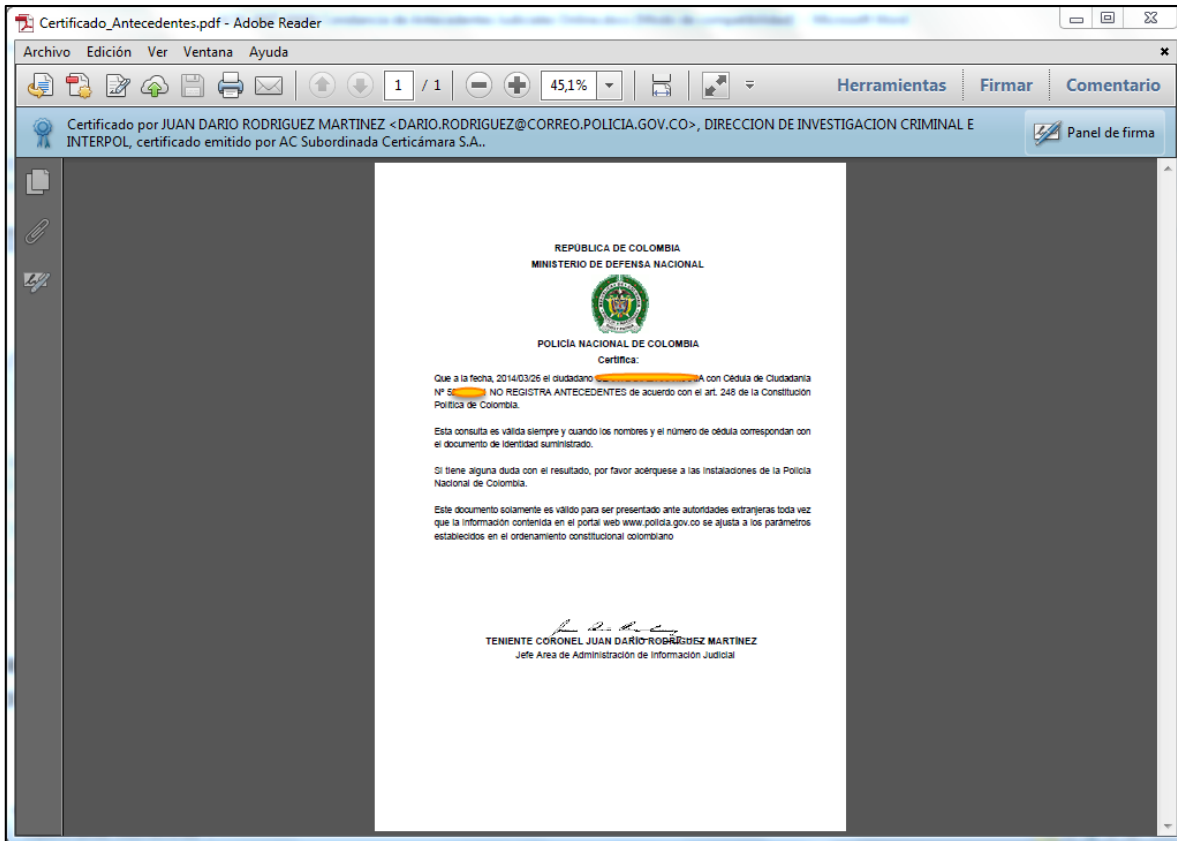 Certificado_Antecedentes.pdf - Adobe Reader
Archivo Edición Ver Ventana Ayuda
1 / 1 45,1% Herramientas Firmar Comentario
Certificado por JUAN DARIO RODRIGUEZ MARTINEZ <DARIO.RODRIGUEZ@CORREO.POLICIA.GOV.CO>, DIRECCION DE INVESTIGACION CRIMINAL E
INTERPOL, certificado emitido por AC Subordinada Certicámara S.A..
Panel de firma
REPÚBLICA DE COLOMBIA
MINISTERIO DE DEFENSA NACIONAL
POLICÍA NACIONAL DE COLOMBIA
Certifica:
Que a la fecha, 2014/03/26 el ciudadano A con Cédula de Ciudadanía
Nº 5 NO REGISTRA ANTECEDENTES de acuerdo con el art. 248 de la Constitución
Política de Colombia.
Esta consulta es válida siempre y cuando los nombres y el número de cédula correspondan con
el documento de identidad suministrado.
Si tiene alguna duda con el resultado, por favor acérquese a las instalaciones de la Policía
Nacional de Colombia.
Este documento solamente es válido para ser presentado ante autoridades extranjeras toda vez
que la información contenida en el portal web www.policia.gov.co se ajusta a los parámetros
establecidos en el ordenamiento constitucional colombiano
TENIENTE CORONEL JUAN DARÍO RODRÍGUEZ MARTÍNEZ
Jefe Area de Administración de Información Judicial